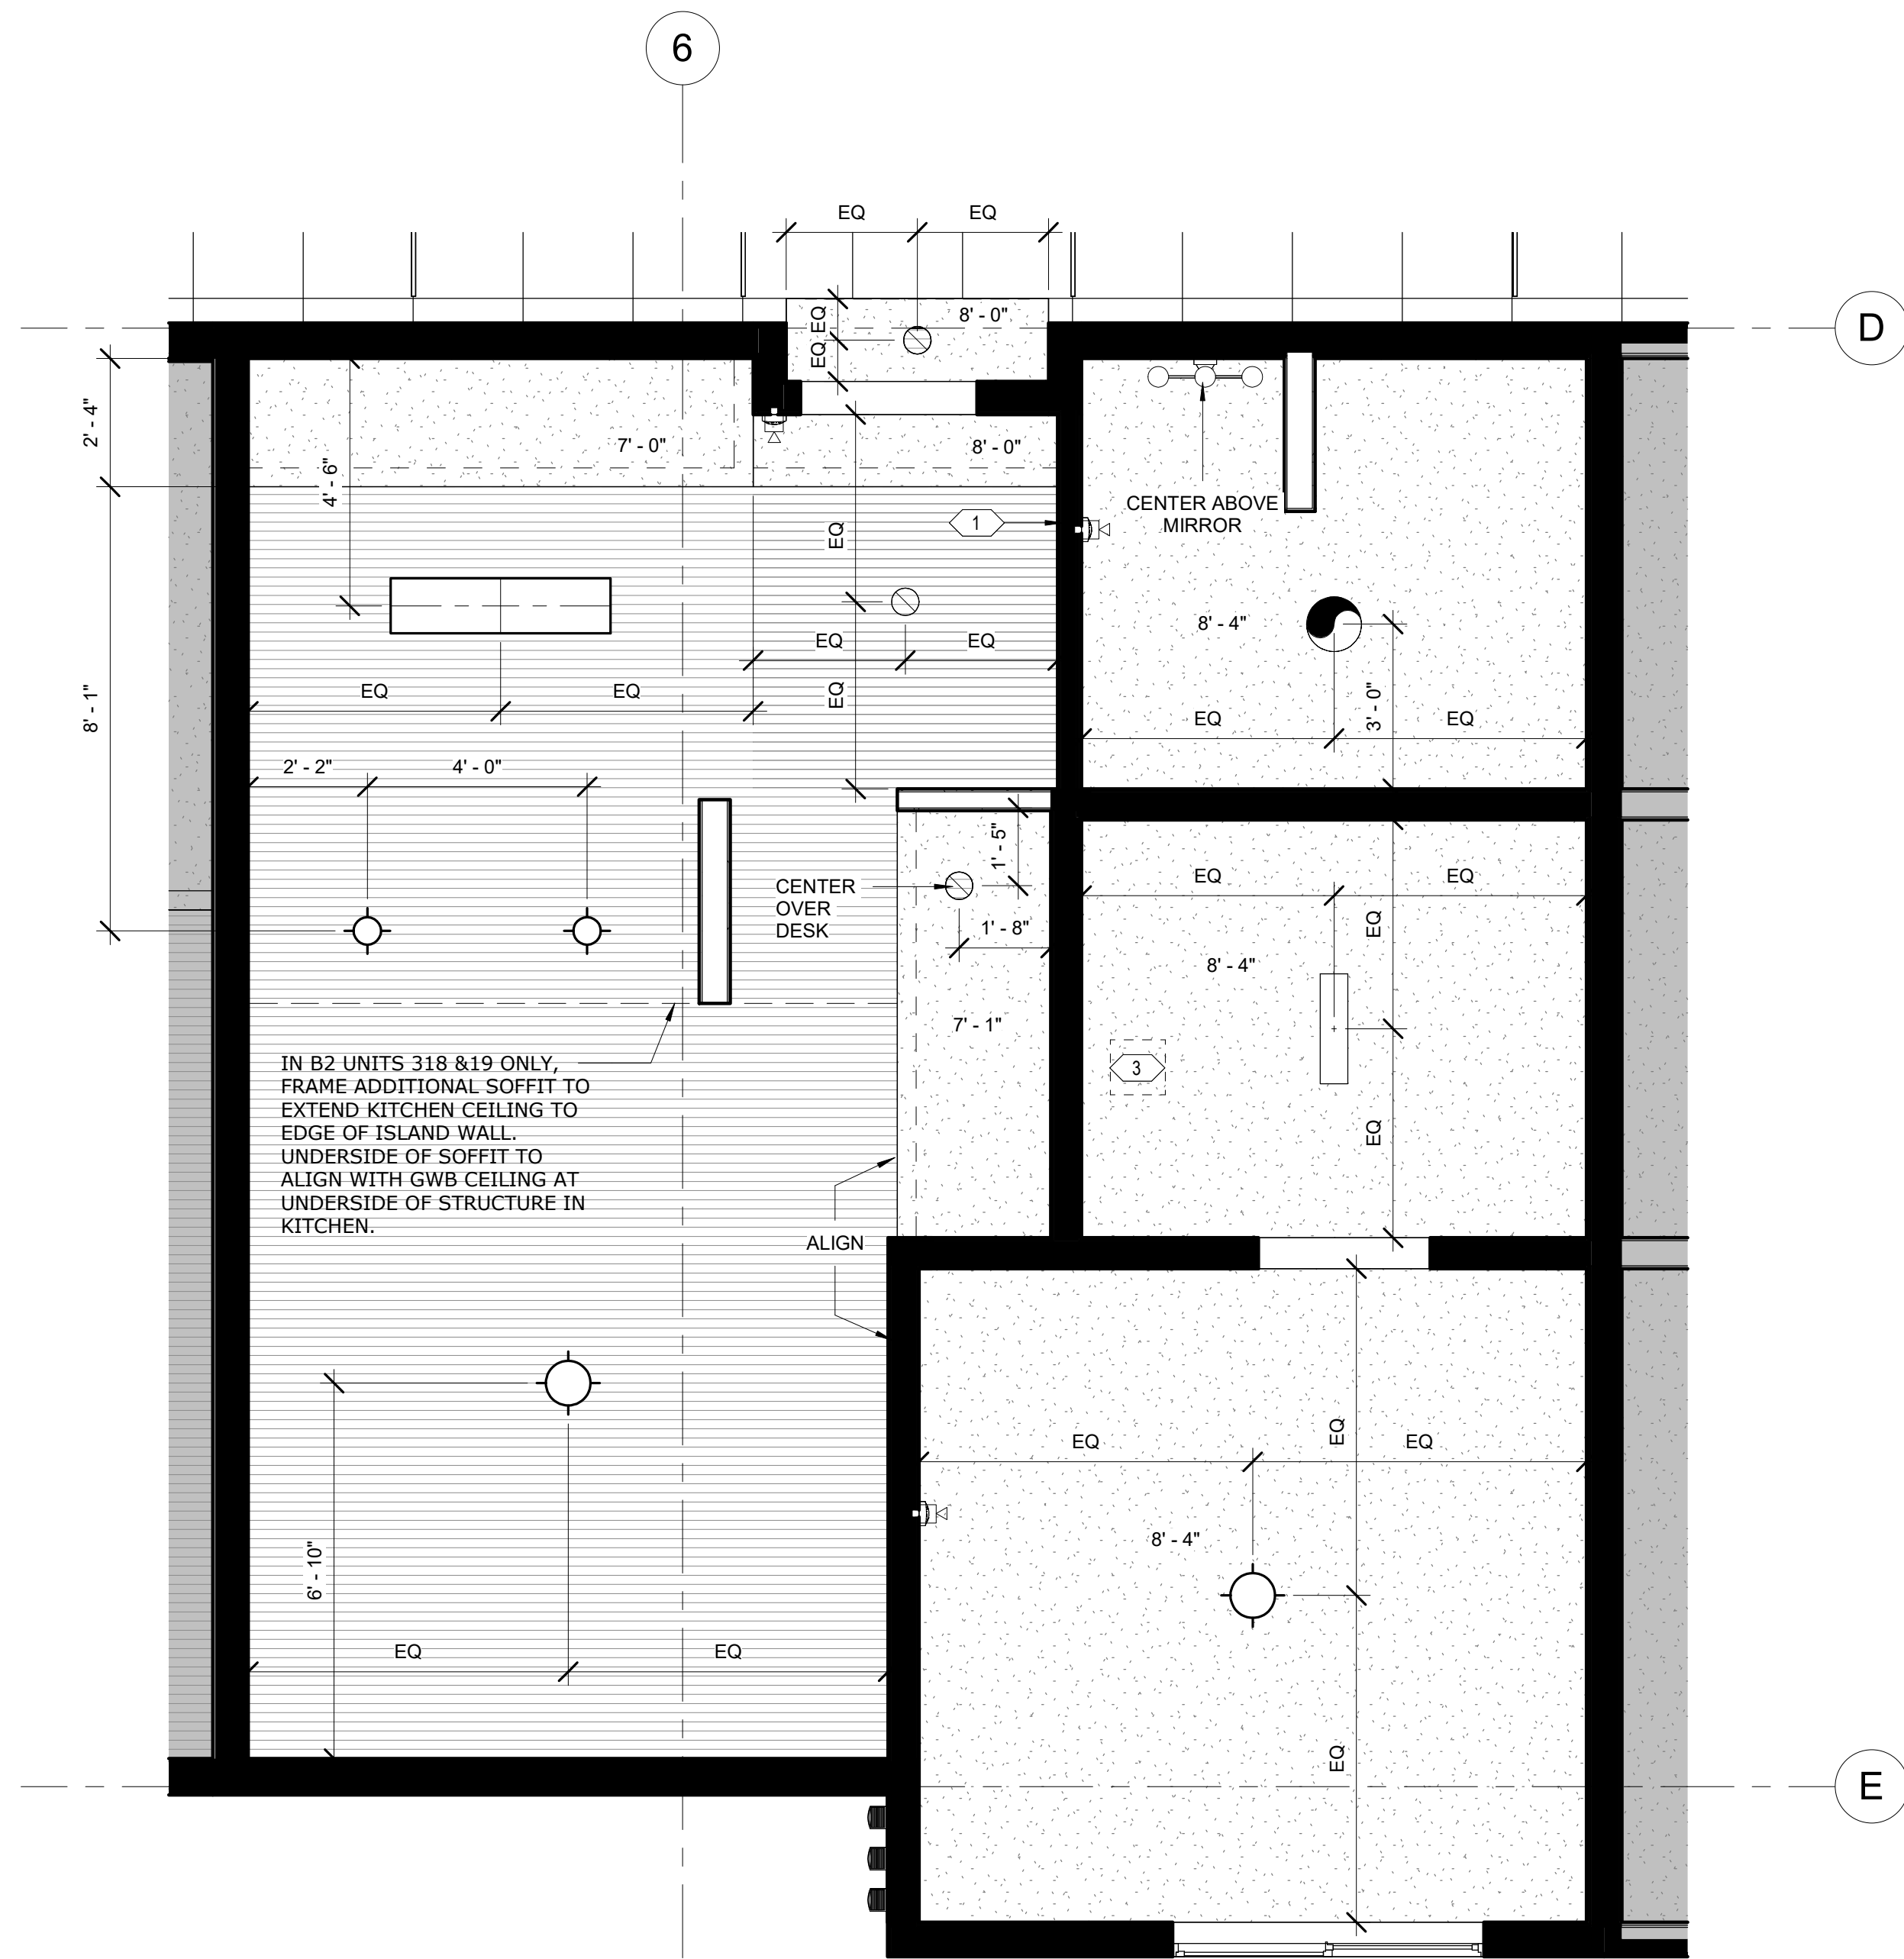 6
EQ
EQ
EQ
EQ
8' - 0"
D
2' - 4"
4' - 6"
7' - 0"
8' - 0"
CENTER ABOVE
MIRROR
1
EQ
8' - 4"
EQ
EQ
8' - 1"
EQ
EQ
EQ
3' - 0"
EQ
EQ
2' - 2"
4' - 0"
1' - 5"
CENTER
OVER
DESK
EQ
EQ
EQ
1' - 8"
8' - 4"
7' - 1"
IN B2 UNITS 318 &19 ONLY,
FRAME ADDITIONAL SOFFIT TO
EXTEND KITCHEN CEILING TO
EDGE OF ISLAND WALL.
UNDERSIDE OF SOFFIT TO
ALIGN WITH GWB CEILING AT
UNDERSIDE OF STRUCTURE IN
KITCHEN.
3
EQ
ALIGN
EQ
EQ
EQ
8' - 4"
6' - 10"
EQ
EQ
EQ
E